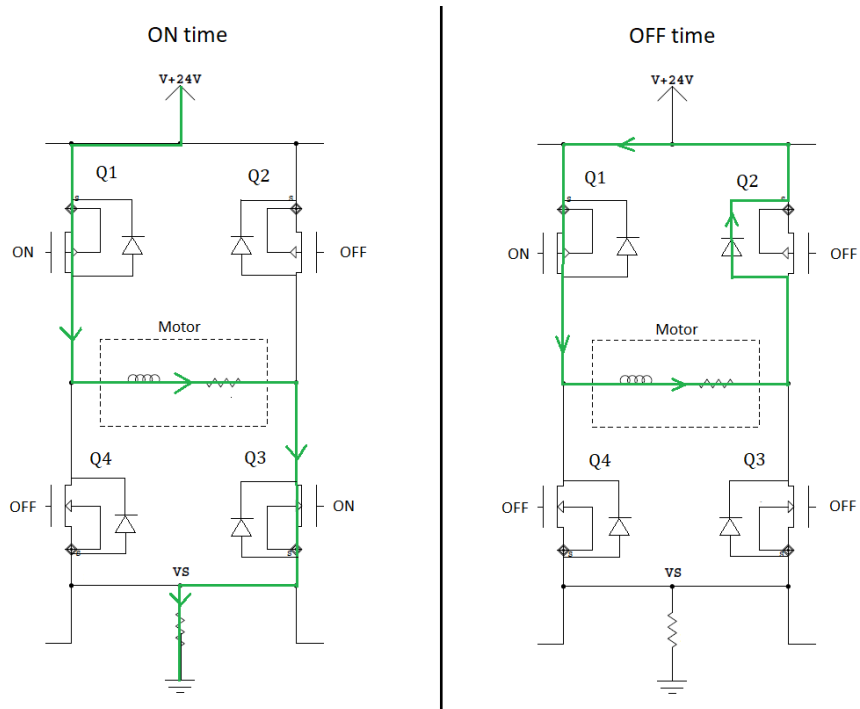 ON time
V+24V
Q1
Q2
S
S
ON
OFF
Motor
Q4
Q3
OFF
ON
S
S
VS
OFF time
V+24V
Q1
Q2
S
S
ON
OFF
Motor
Q4
Q3
OFF
OFF
S
S
VS